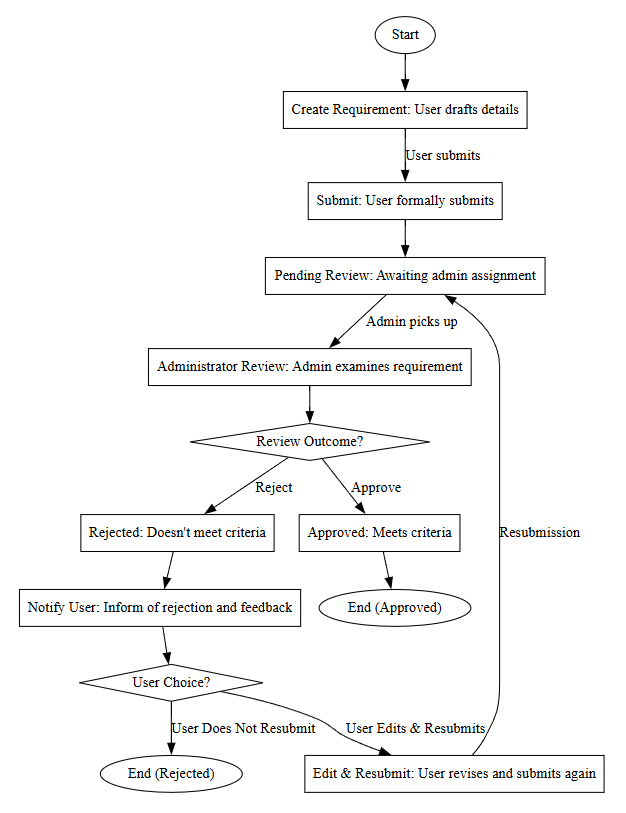 Start
Create Requirement: User drafts details
User submits
Submit: User formally submits
Pending Review: Awaiting admin assignment
Admin picks up
Administrator Review: Admin examines requirement
Review Outcome?
Reject
Approve
Rejected: Doesn't meet criteria
Approved: Meets criteria
Resubmission
Notify User: Inform of rejection and feedback
End (Approved)
User Choice?
User Does Not Resubmit
User Edits & Resubmits
End (Rejected)
Edit & Resubmit: User revises and submits again